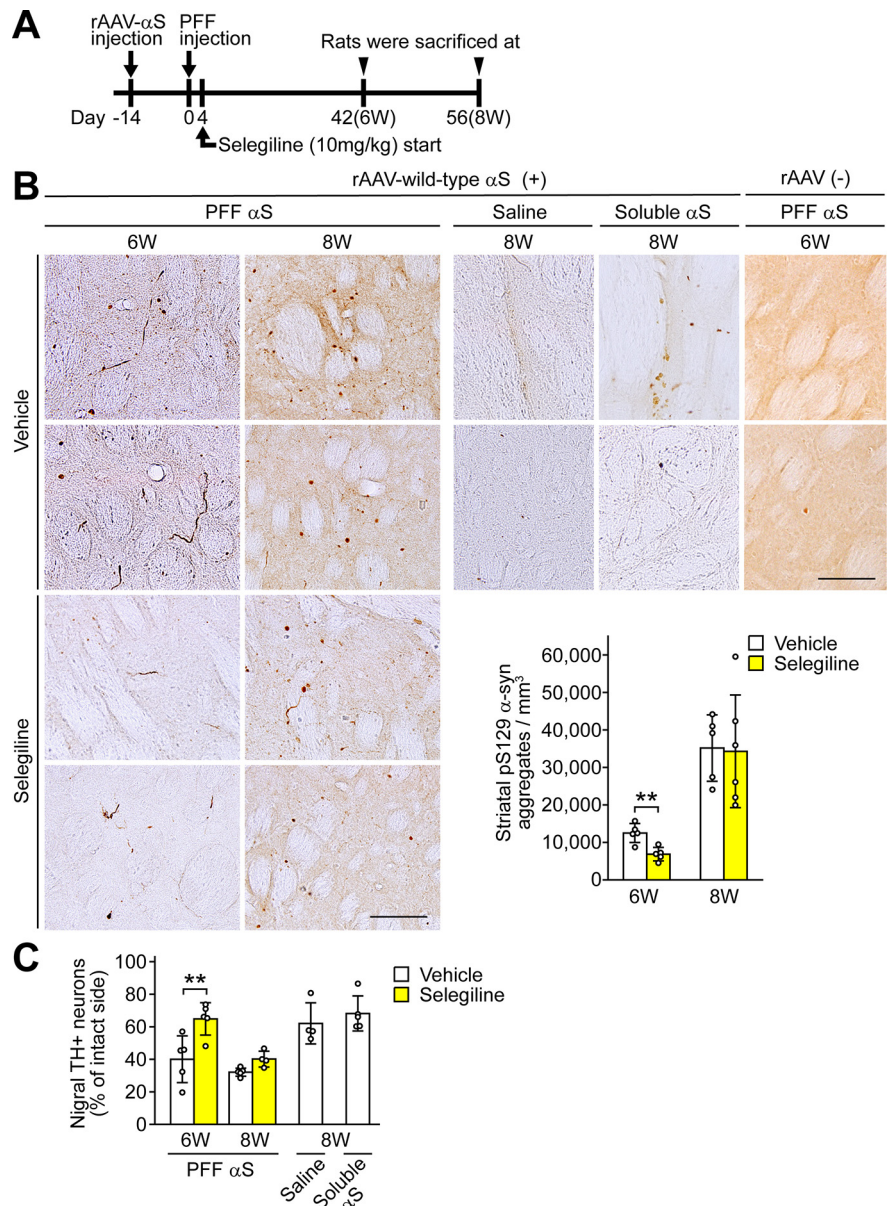 A
rAAV-αS
injection
PFF
injection
Rats were sacrificed at
Day -14 0 4 42(6W) 56(8W)
Selegiline (10mg/kg) start
B
rAAV-wild-type αS (+) rAAV (-)
PFF αS Saline Soluble αS PFF αS
6W 8W 8W 8W 6W
Vehicle
Selegiline
Vehicle
Selegiline
Striatal pS129 α-syn
aggregates / mm³
60,000
50,000
40,000
30,000
20,000
10,000
0
**
6W 8W
C
Nigral TH+ neurons
(% of intact side)
100
80
60
40
20
0
**
Vehicle
Selegiline
6W 8W 8W
PFF αS
Saline
Soluble
αS